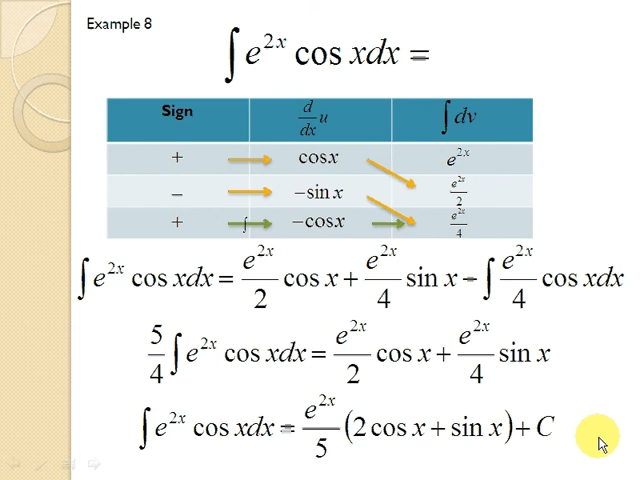 Example 8
∫ e^{2x} cos xdx =
Sign d/dx u ∫ dv
+ cos x e^{2x}
− −sin x e^{2x}/2
+ ∫ −cos x e^{2x}/4
∫ e^{2x} cos xdx = e^{2x}/2 cos x + e^{2x}/4 sin x − ∫ e^{2x}/4 cos xdx
5/4 ∫ e^{2x} cos xdx = e^{2x}/2 cos x + e^{2x}/4 sin x
∫ e^{2x} cos xdx = e^{2x}/5 (2 cos x + sin x) + C